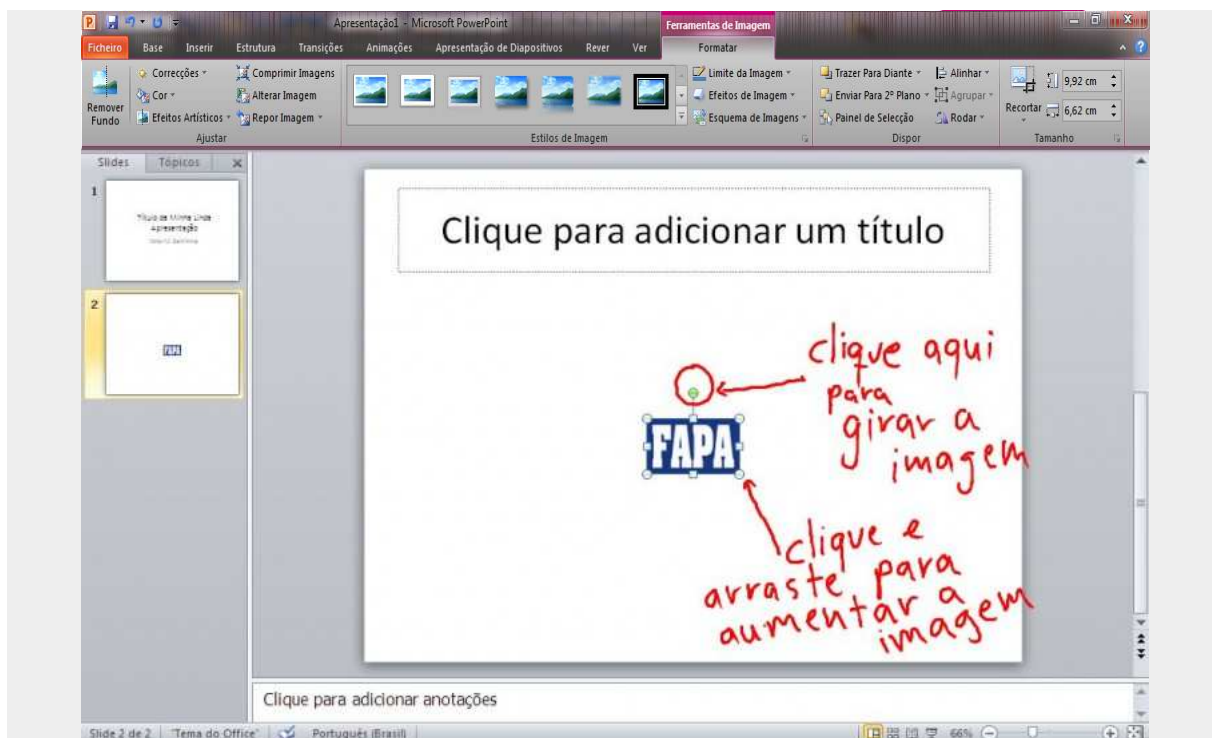 Apresentação1 - Microsoft PowerPoint
Ferramentas de Imagem
Ficheiro Base Inserir Estrutura Transições Animações Apresentação de Diapositivos Rever Ver Formatar
Remover Fundo
Correcções
Cor
Efeitos Artísticos
Comprimir Imagens
Alterar Imagem
Repor Imagem
Ajustar
Estilos de Imagem
Limite da Imagem
Efeitos de Imagem
Esquema de Imagens
Trazer Para Diante
Enviar Para 2º Plano
Painel de Selecção
Alinhar
Agrupar
Rodar
Dispor
Recortar
9,92 cm
6,62 cm
Tamanho
Slides Tópicos
1
Apresentação
2
FAPA
Clique para adicionar um título
FAPA
clique aqui
para
girar a
imagem
clique e
arraste para
aumentar a
imagem
Clique para adicionar anotações
Slide 2 de 2 "Tema do Office" Português (Brasil) 66%